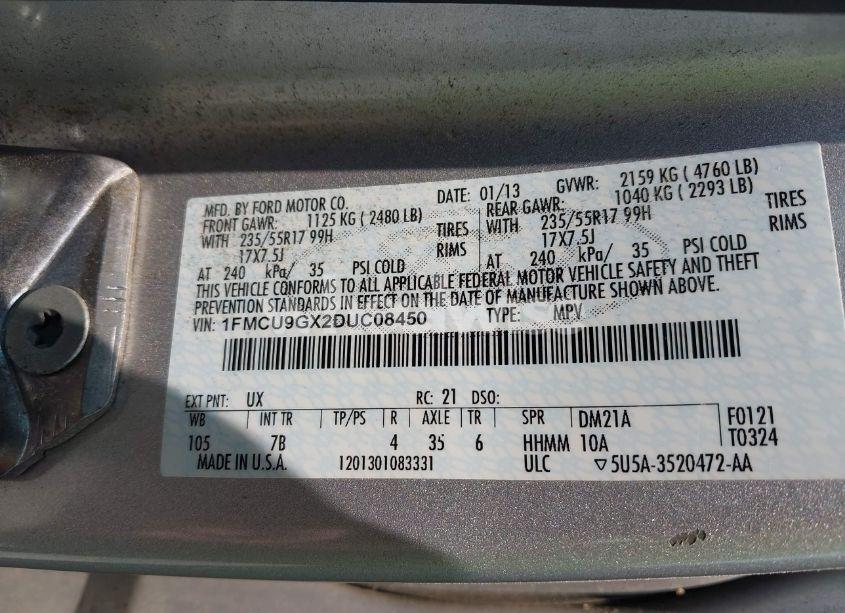 MFD. BY FORD MOTOR CO. DATE: 01/13 GVWR: 2159 KG ( 4760 LB)
FRONT GAWR: 1125 KG ( 2480 LB) REAR GAWR: 1040 KG ( 2293 LB)
WITH 235/55R17 99H TIRES 235/55R17 99H TIRES
17X7.5J RIMS WITH 17X7.5J RIMS
AT 240 kPa/ 35 PSI COLD AT 240 kPa/ 35 PSI COLD
THIS VEHICLE CONFORMS TO ALL APPLICABLE FEDERAL MOTOR VEHICLE SAFETY AND THEFT
PREVENTION STANDARDS IN EFFECT ON THE DATE OF MANUFACTURE SHOWN ABOVE.
VIN: 1FMCU9GX2DUC08450 TYPE: MPV
EXT PNT: UX RC: 21 DSO:
WB INT TR TP/PS R AXLE TR SPR DM21A F0121
105 7B 4 35 6 HHMM 10A T0324
MADE IN U.S.A. 1201301083331 ULC 5U5A-3520472-AA